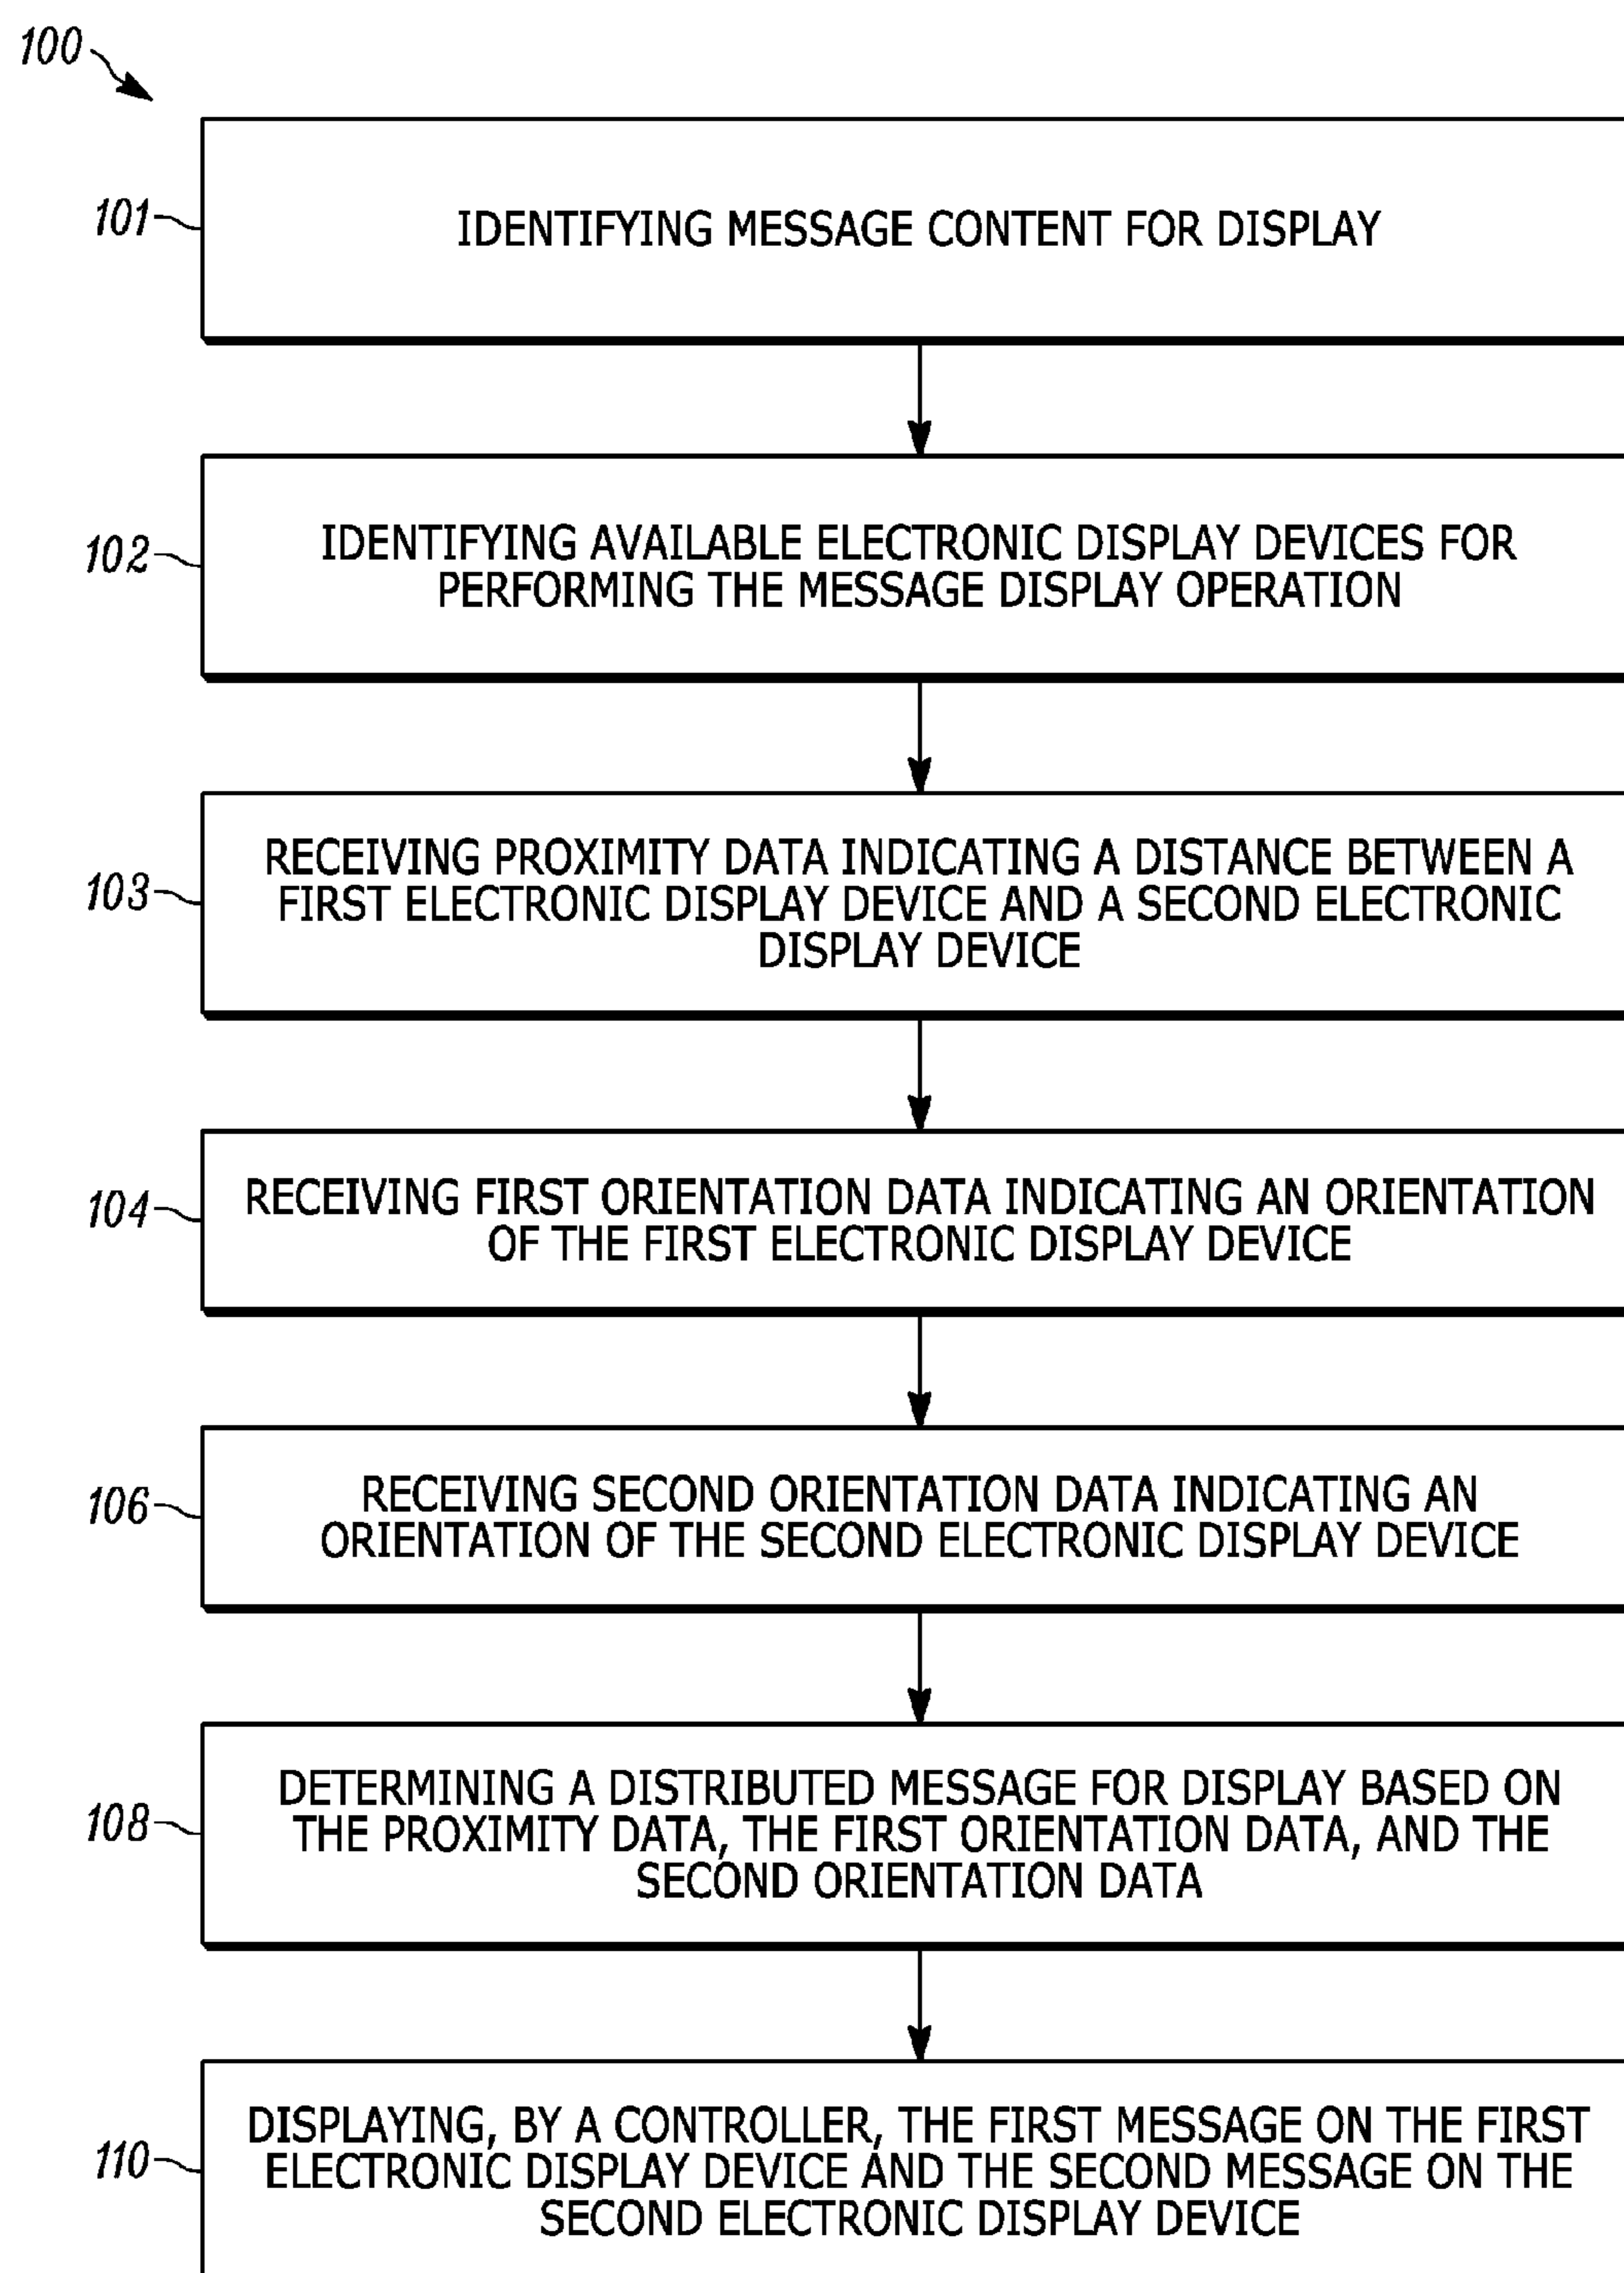 100
101
IDENTIFYING MESSAGE CONTENT FOR DISPLAY
102
IDENTIFYING AVAILABLE ELECTRONIC DISPLAY DEVICES FOR
PERFORMING THE MESSAGE DISPLAY OPERATION
103
RECEIVING PROXIMITY DATA INDICATING A DISTANCE BETWEEN A
FIRST ELECTRONIC DISPLAY DEVICE AND A SECOND ELECTRONIC
DISPLAY DEVICE
104
RECEIVING FIRST ORIENTATION DATA INDICATING AN ORIENTATION
OF THE FIRST ELECTRONIC DISPLAY DEVICE
106
RECEIVING SECOND ORIENTATION DATA INDICATING AN
ORIENTATION OF THE SECOND ELECTRONIC DISPLAY DEVICE
108
DETERMINING A DISTRIBUTED MESSAGE FOR DISPLAY BASED ON
THE PROXIMITY DATA, THE FIRST ORIENTATION DATA, AND THE
SECOND ORIENTATION DATA
110
DISPLAYING, BY A CONTROLLER, THE FIRST MESSAGE ON THE FIRST
ELECTRONIC DISPLAY DEVICE AND THE SECOND MESSAGE ON THE
SECOND ELECTRONIC DISPLAY DEVICE